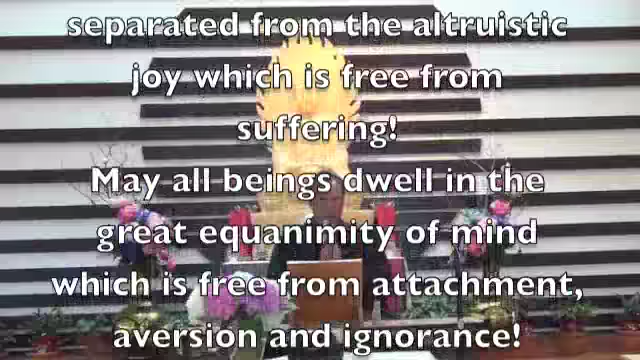 separated from the altruistic
joy which is free from
suffering!
May all beings dwell in the
great equanimity of mind
which is free from attachment,
aversion and ignorance!